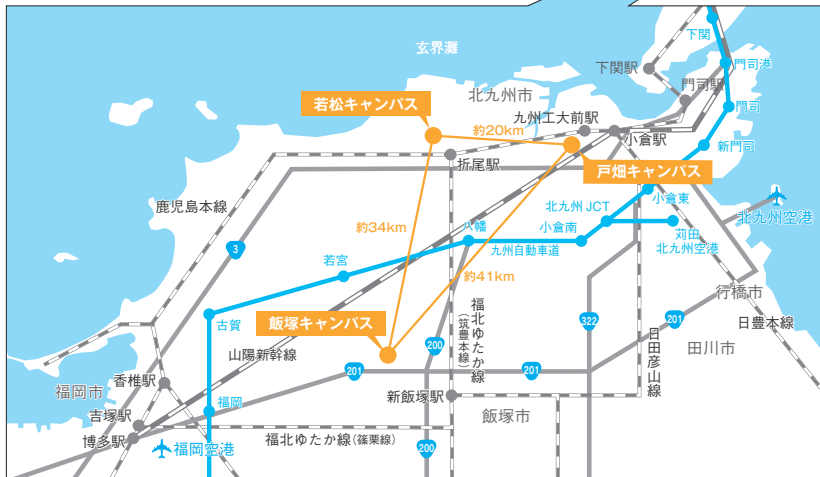 下関
玄界灘
門司港
下関駅
門司駅
北九州市
若松キャンパス
門司
九州工大前駅
約20km
小倉駅
新門司
折尾駅
戸畑キャンパス
小倉東
鹿児島本線
北九州JCT
北九州空港
約34km
八幡
小倉南
苅田
北九州空港
3
九州自動車道
若宮
約41km
行橋市
古賀
飯塚キャンパス
福北ゆたか線
(筑豊本線)
322
201
日豊本線
山陽新幹線
200
日田彦山線
田川市
201
201
香椎駅
福岡市
新飯塚駅
福岡
吉塚駅
飯塚市
博多駅
福岡空港
福北ゆたか線(篠栗線)
200